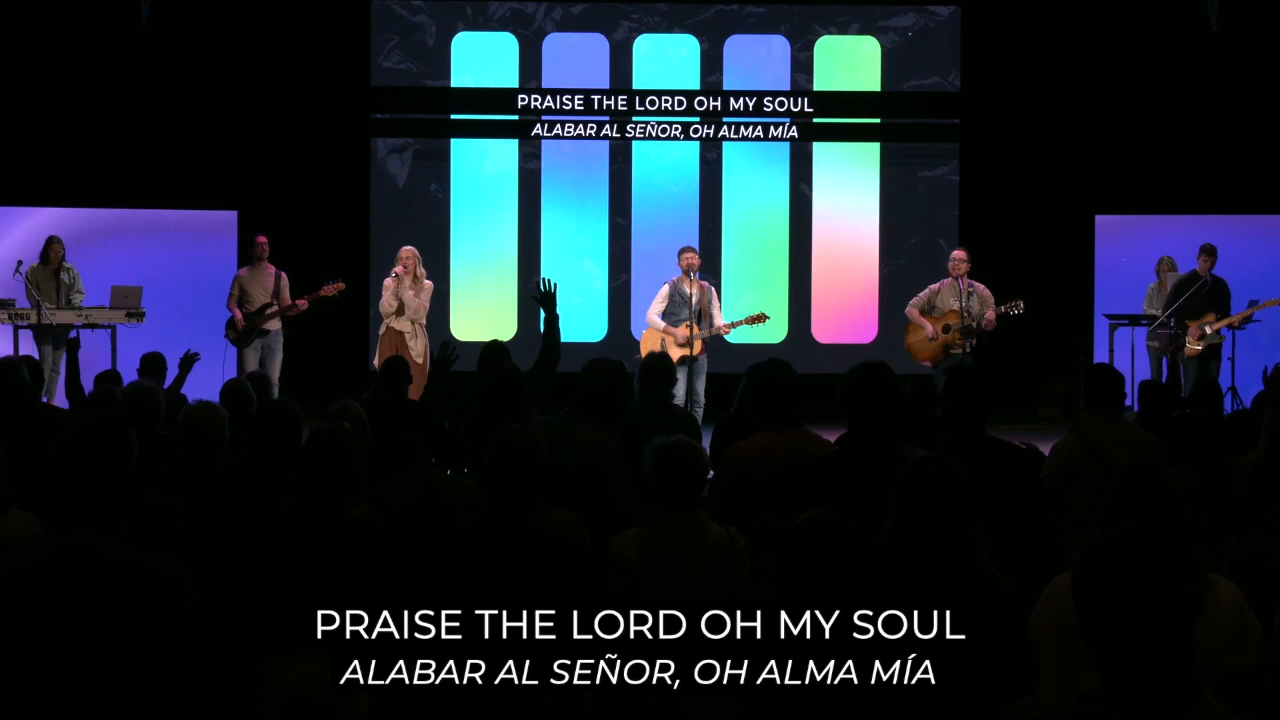 PRAISE THE LORD OH MY SOUL
ALABAR AL SEÑOR, OH ALMA MÍA
KORG
PRAISE THE LORD OH MY SOUL
ALABAR AL SEÑOR, OH ALMA MÍA